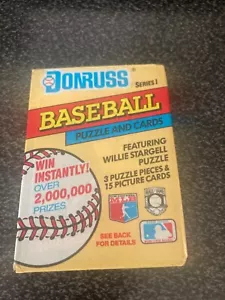 DONRUSS
SERIES 1
BASEBALL
PUZZLE AND CARDS
FEATURING
WILLIE STARGELL
PUZZLE
3 PUZZLE PIECES &
15 PICTURE CARDS
WIN
INSTANTLY!
OVER
2,000,000
PRIZES
SEE BACK
FOR DETAILS